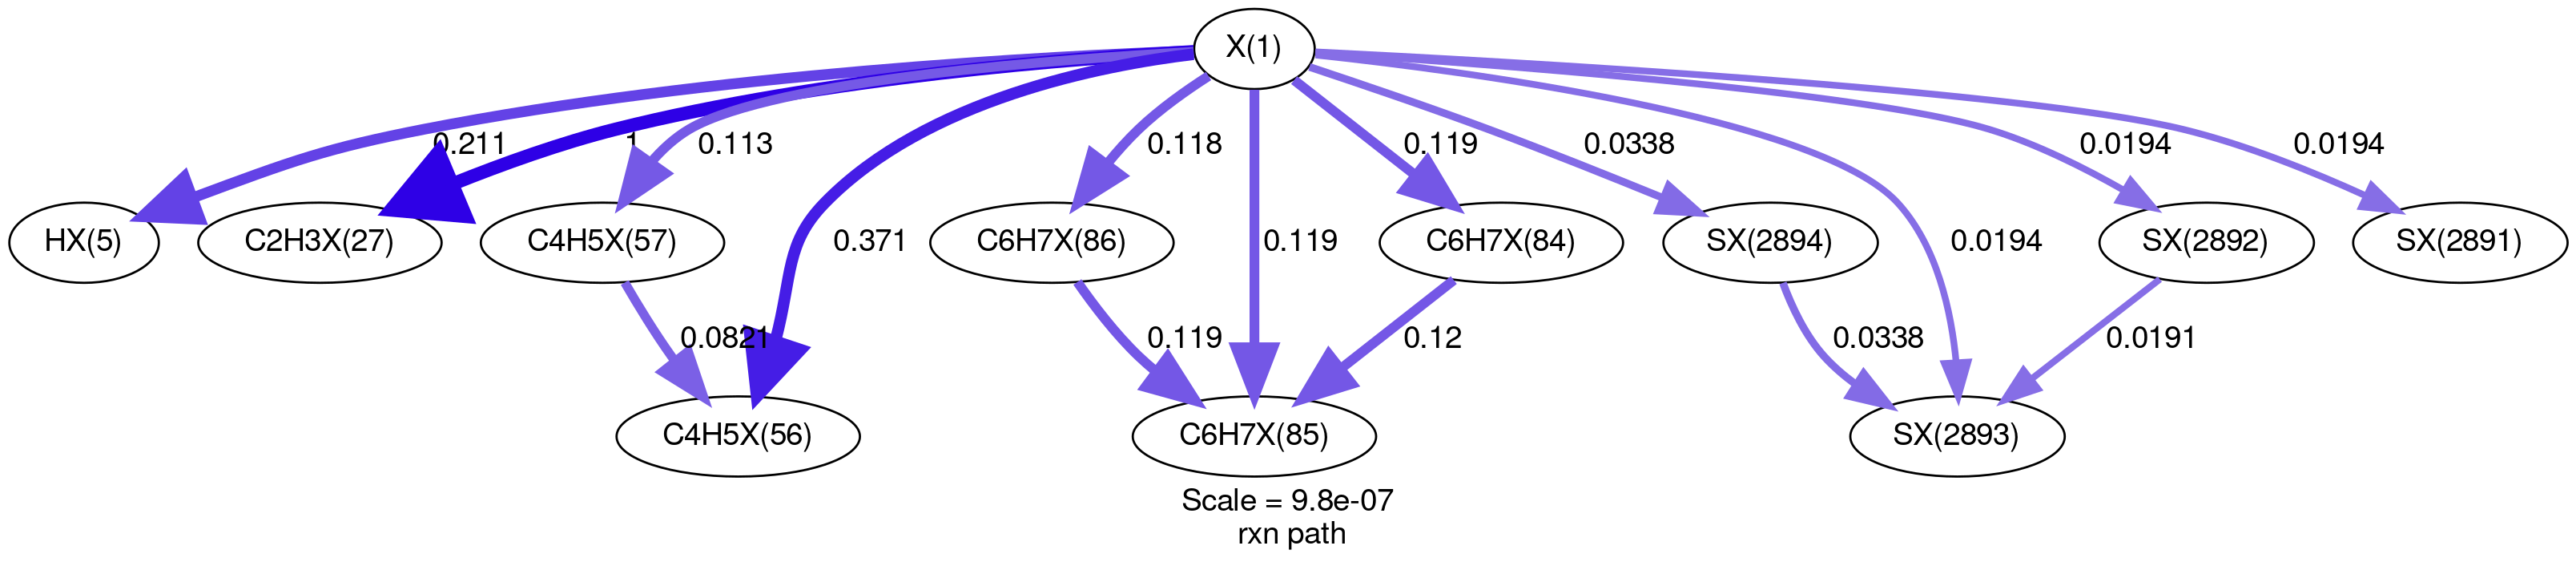 X(1)
0.211
1
0.113
0.118
0.119
0.0338
0.0194
0.0194
HX(5)
C2H3X(27)
C4H5X(57)
0.371
C6H7X(86)
0.119
C6H7X(84)
SX(2894)
0.0194
SX(2892)
SX(2891)
0.0821
0.119
0.12
0.0338
0.0191
C4H5X(56)
C6H7X(85)
SX(2893)
Scale = 9.8e-07
rxn path